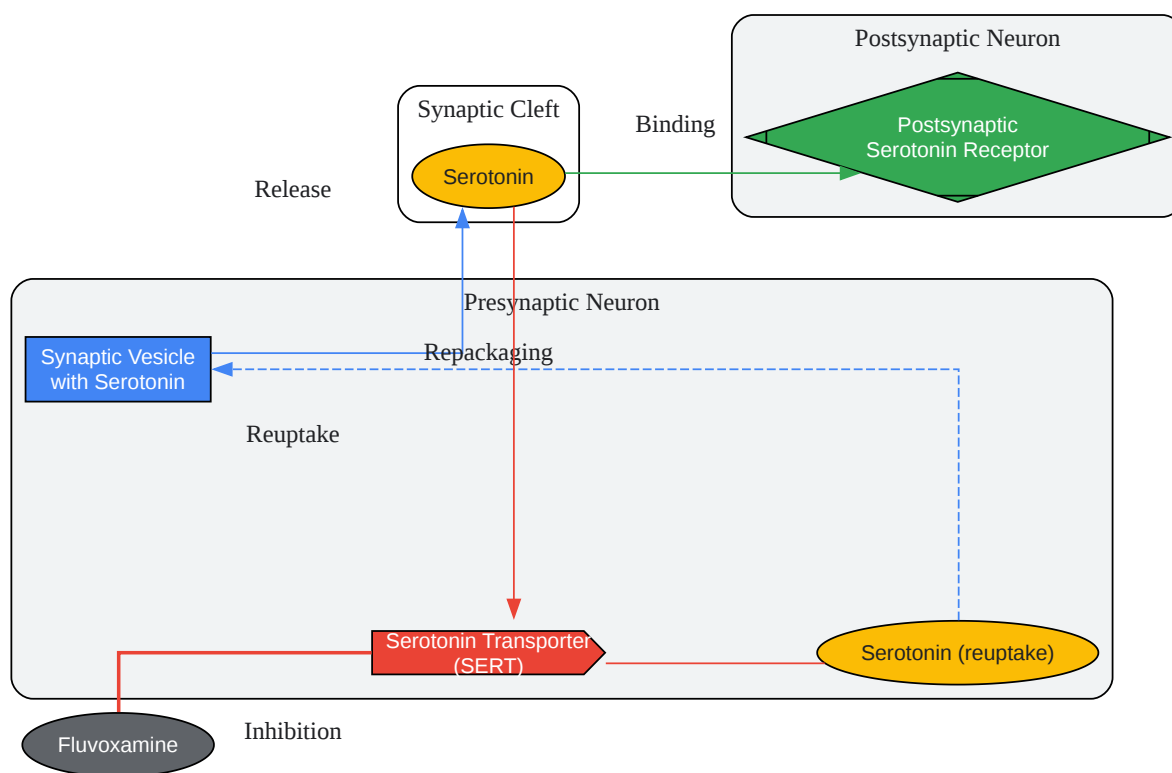 Postsynaptic Neuron
Synaptic Cleft
Binding
Postsynaptic
Serotonin Receptor
Serotonin
Release
Presynaptic Neuron
Synaptic Vesicle
with Serotonin
Repackaging
Reuptake
Serotonin Transporter
(SERT)
Serotonin (reuptake)
Fluvoxamine
Inhibition